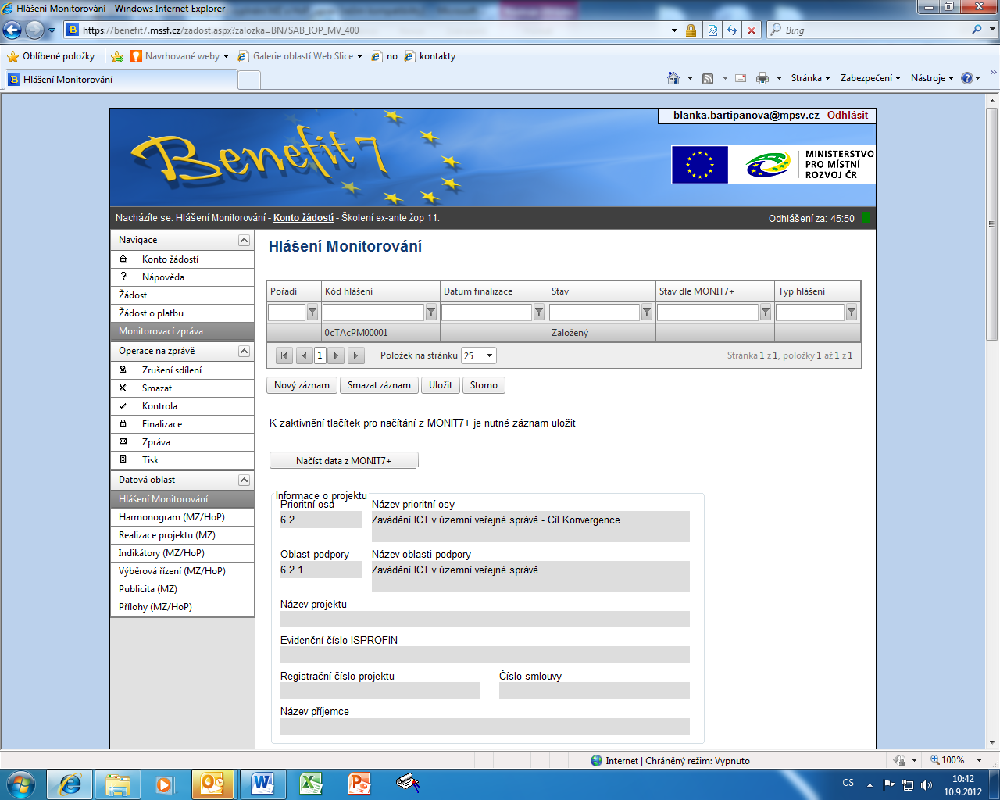 Hlášení Monitorování - Windows Internet Explorer
https://benefit7.mssf.cz/zadost.aspx?zalozka=BN7SAB_IOP_MV_400
Bing
Oblíbené položky
Navrhované weby
Galerie oblastí Web Slice
no
kontakty
Hlášení Monitorování
Stránka
Zabezpečení
Nástroje
blanka.bartipanova@mpsv.cz Odhlásit
Benefit7
MINISTERSTVO
PRO MÍSTNÍ
ROZVOJ ČR
Nacházíte se: Hlášení Monitorování - Konto žádostí - Školení ex-ante žop 11.
Odhlášení za: 45:50
Navigace
Konto žádostí
Nápověda
Žádost
Žádost o platbu
Monitorovací zpráva
Operace na zprávě
Zrušení sdílení
Smazat
Kontrola
Finalizace
Zpráva
Tisk
Datová oblast
Hlášení Monitorování
Harmonogram (MZ/HoP)
Realizace projektu (MZ)
Indikátory (MZ/HoP)
Výběrová řízení (MZ/HoP)
Publicita (MZ)
Přílohy (MZ/HoP)
Hlášení Monitorování
Pořadí Kód hlášení Datum finalizace Stav Stav dle MONIT7+ Typ hlášení
0cTAcPM00001 Založený
1 Položek na stránku 25 Stránka 1 z 1, položky 1 až 1 z 1
Nový záznam Smazat záznam Uložit Storno
K zaktivnění tlačítek pro načítání z MONIT7+ je nutné záznam uložit
Načíst data z MONIT7+
Informace o projektu
Prioritní osa Název prioritní osy
6.2 Zavádění ICT v územní veřejné správě - Cíl Konvergence
Oblast podpory Název oblasti podpory
6.2.1 Zavádění ICT v územní veřejné správě
Název projektu
Evidenční číslo ISPROFIN
Registrační číslo projektu Číslo smlouvy
Název příjemce
Internet | Chráněný režim: Vypnuto
100%
CS
10:42
10.9.2012